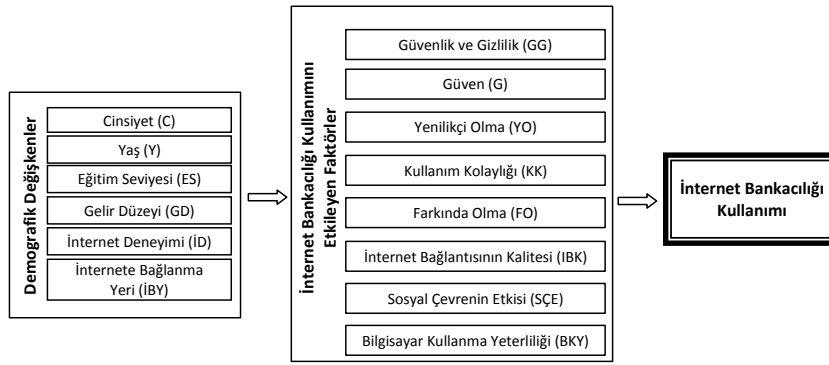 Demografik Değişkenler
Cinsiyet (C)
Yaş (Y)
Eğitim Seviyesi (ES)
Gelir Düzeyi (GD)
İnternet Deneyimi (İD)
İnternete Bağlanma
Yeri (İBY)
İnternet Bankacılığı Kullanımını
Etkileyen Faktörler
Güvenlik ve Gizlilik (GG)
Güven (G)
Yenilikçi Olma (YO)
Kullanım Kolaylığı (KK)
Farkında Olma (FO)
İnternet Bağlantısının Kalitesi (IBK)
Sosyal Çevrenin Etkisi (SÇE)
Bilgisayar Kullanma Yeterliliği (BKY)
İnternet Bankacılığı
Kullanımı